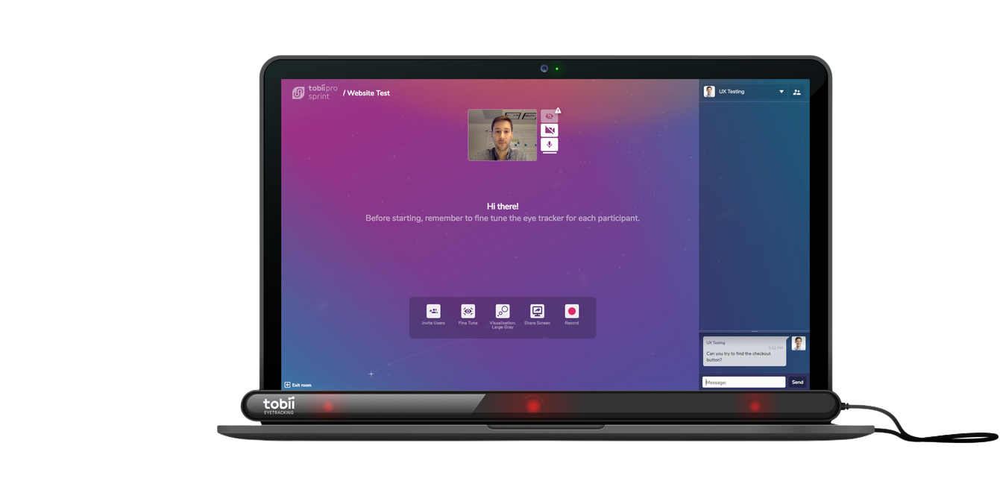 tobii pro
sprint
/ Website Test
UX Testing
Hi there!
Before starting, remember to fine tune the eye tracker for each participant.
Invite Users
Fine Tune
Visualisation:
Large Gray
Share Screen
Record
UX Testing
3:32 PM
Can you try to find the checkout
button?
Message:
Send
Exit room
tobii
EYETRACKING